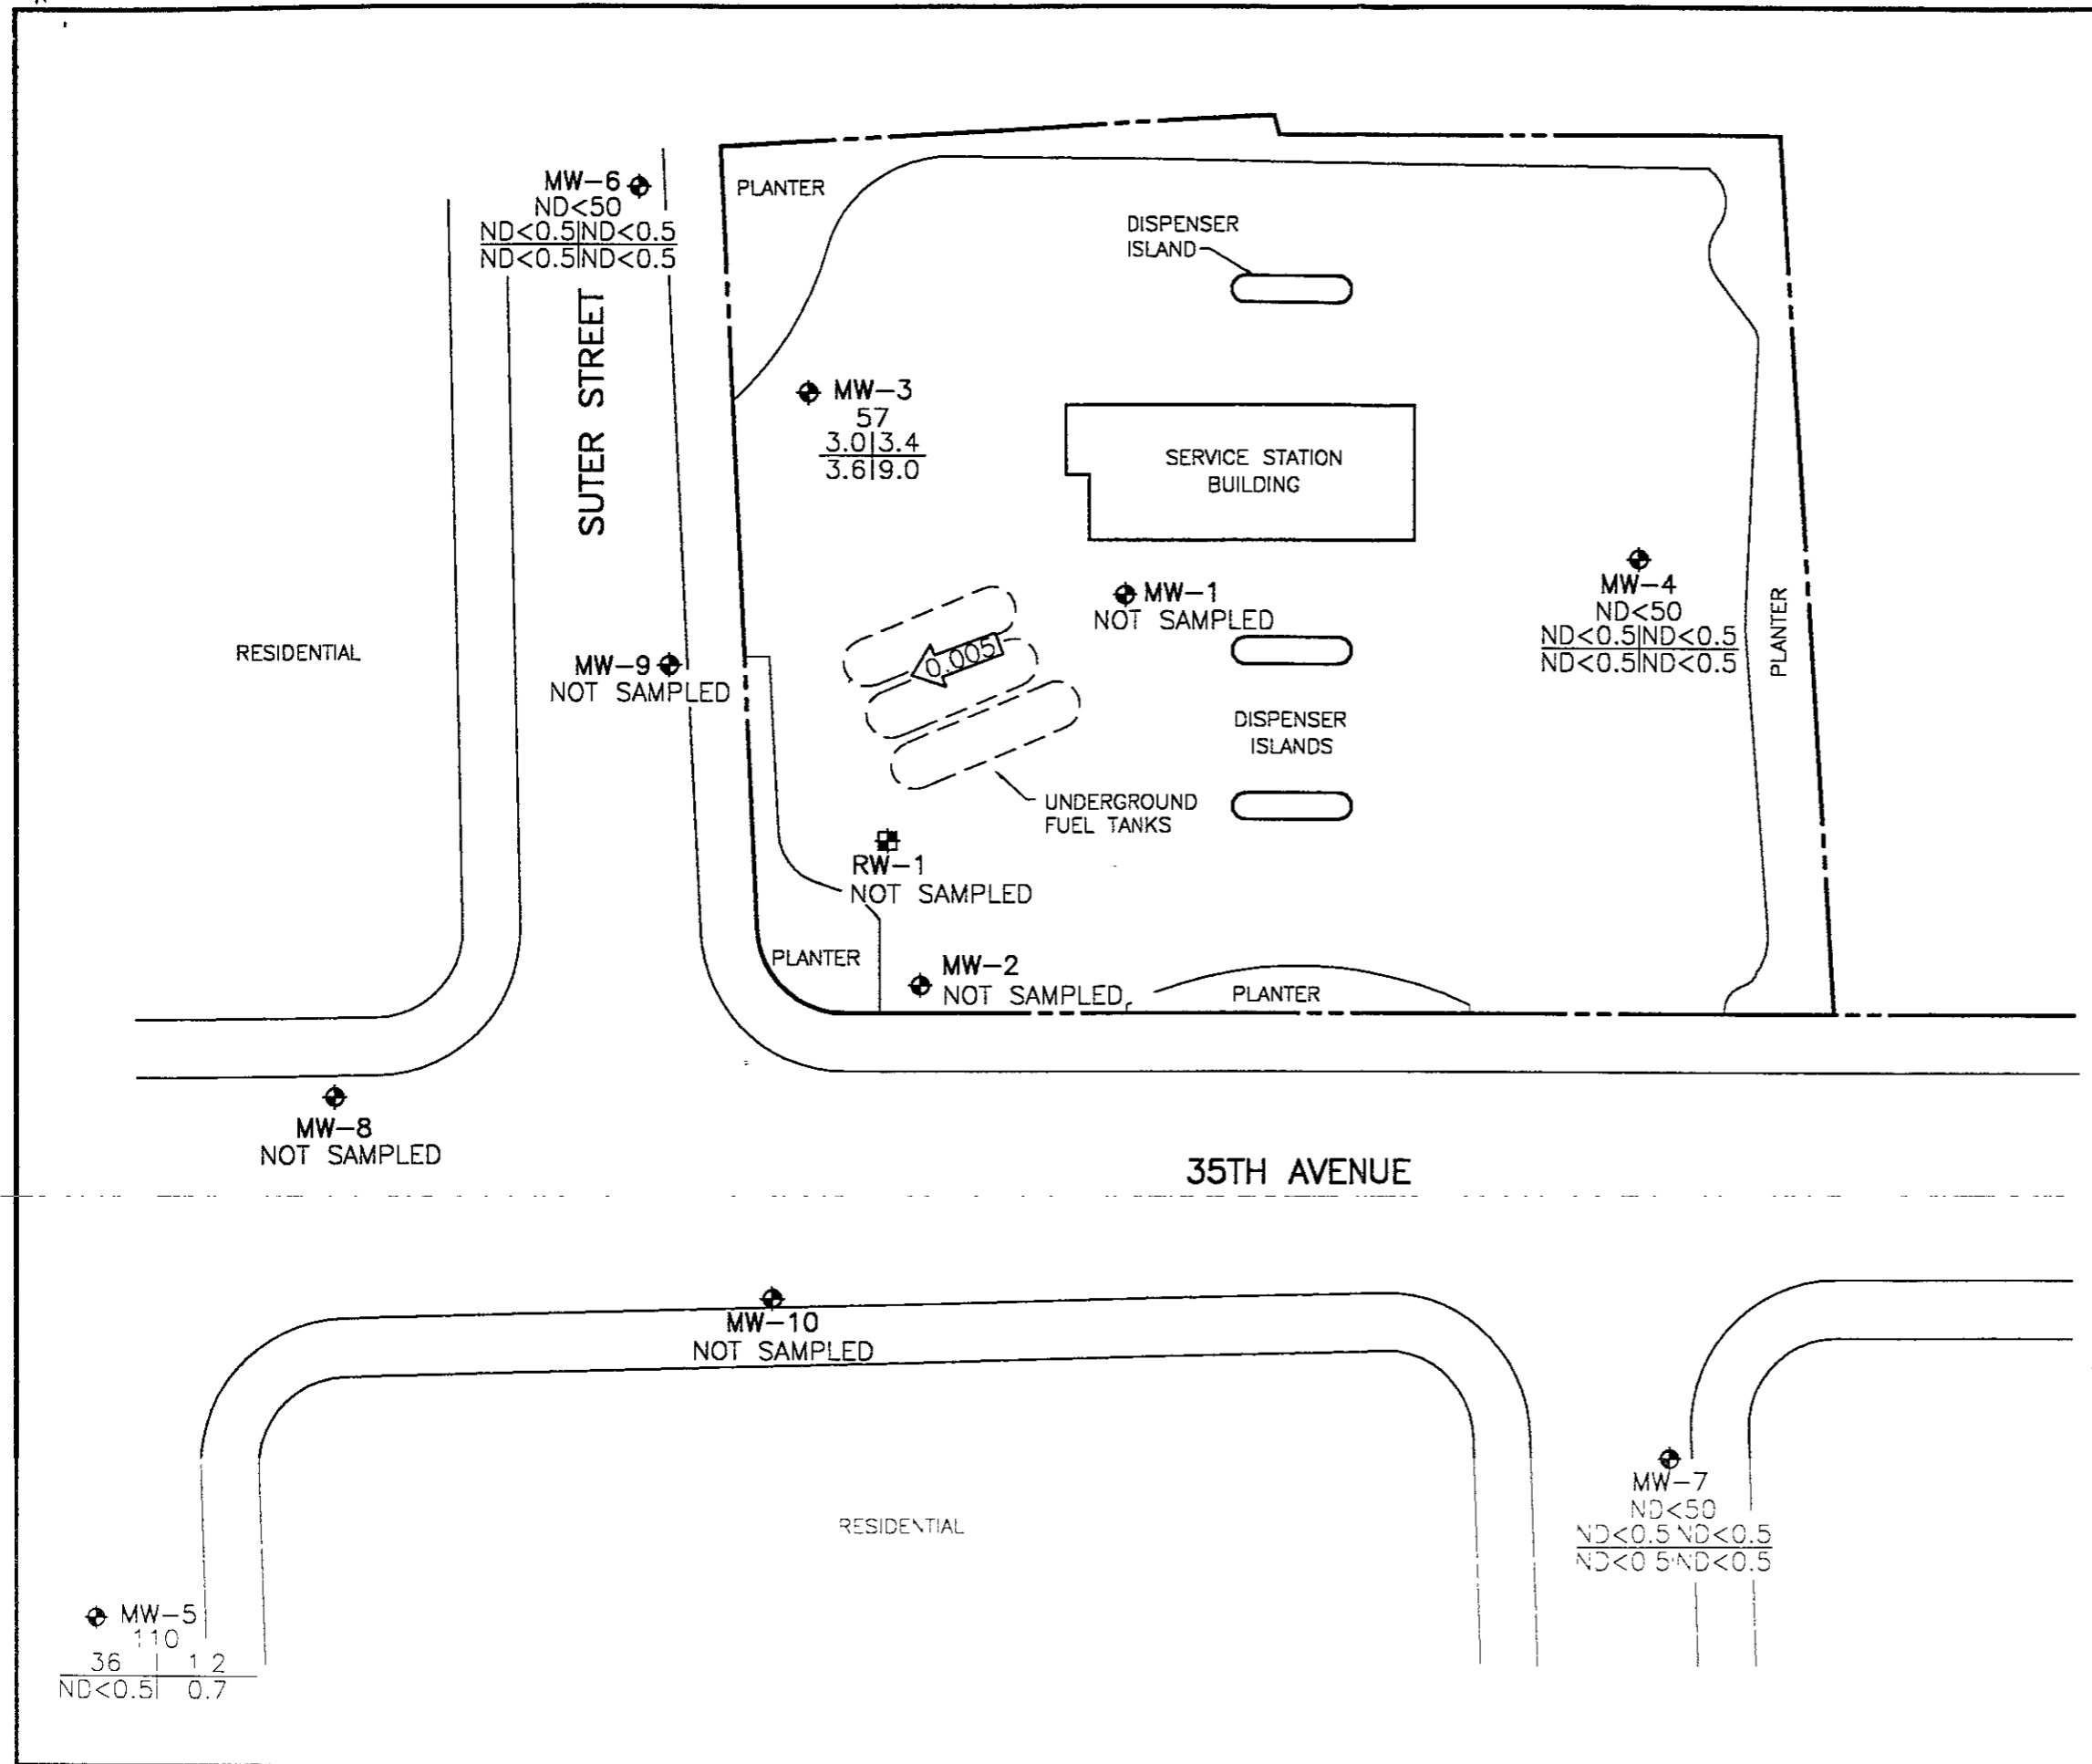 MW-6
ND<50
ND<0.5|ND<0.5
ND<0.5|ND<0.5
PLANTER
DISPENSER
ISLAND
SUTER STREET
MW-3
57
3.0|3.4
3.6|9.0
SERVICE STATION
BUILDING
MW-4
ND<50
ND<0.5|ND<0.5
ND<0.5|ND<0.5
PLANTER
MW-1
NOT SAMPLED
RESIDENTIAL
MW-9
NOT SAMPLED
0.005
DISPENSER
ISLANDS
UNDERGROUND
FUEL TANKS
RW-1
NOT SAMPLED
PLANTER
MW-2
NOT SAMPLED
PLANTER
MW-8
NOT SAMPLED
35TH AVENUE
MW-10
NOT SAMPLED
MW-7
ND<50
ND<0.5 ND<0.5
ND<0.5 ND<0.5
RESIDENTIAL
MW-5
110
36 | 1.2
ND<0.5| 0.7